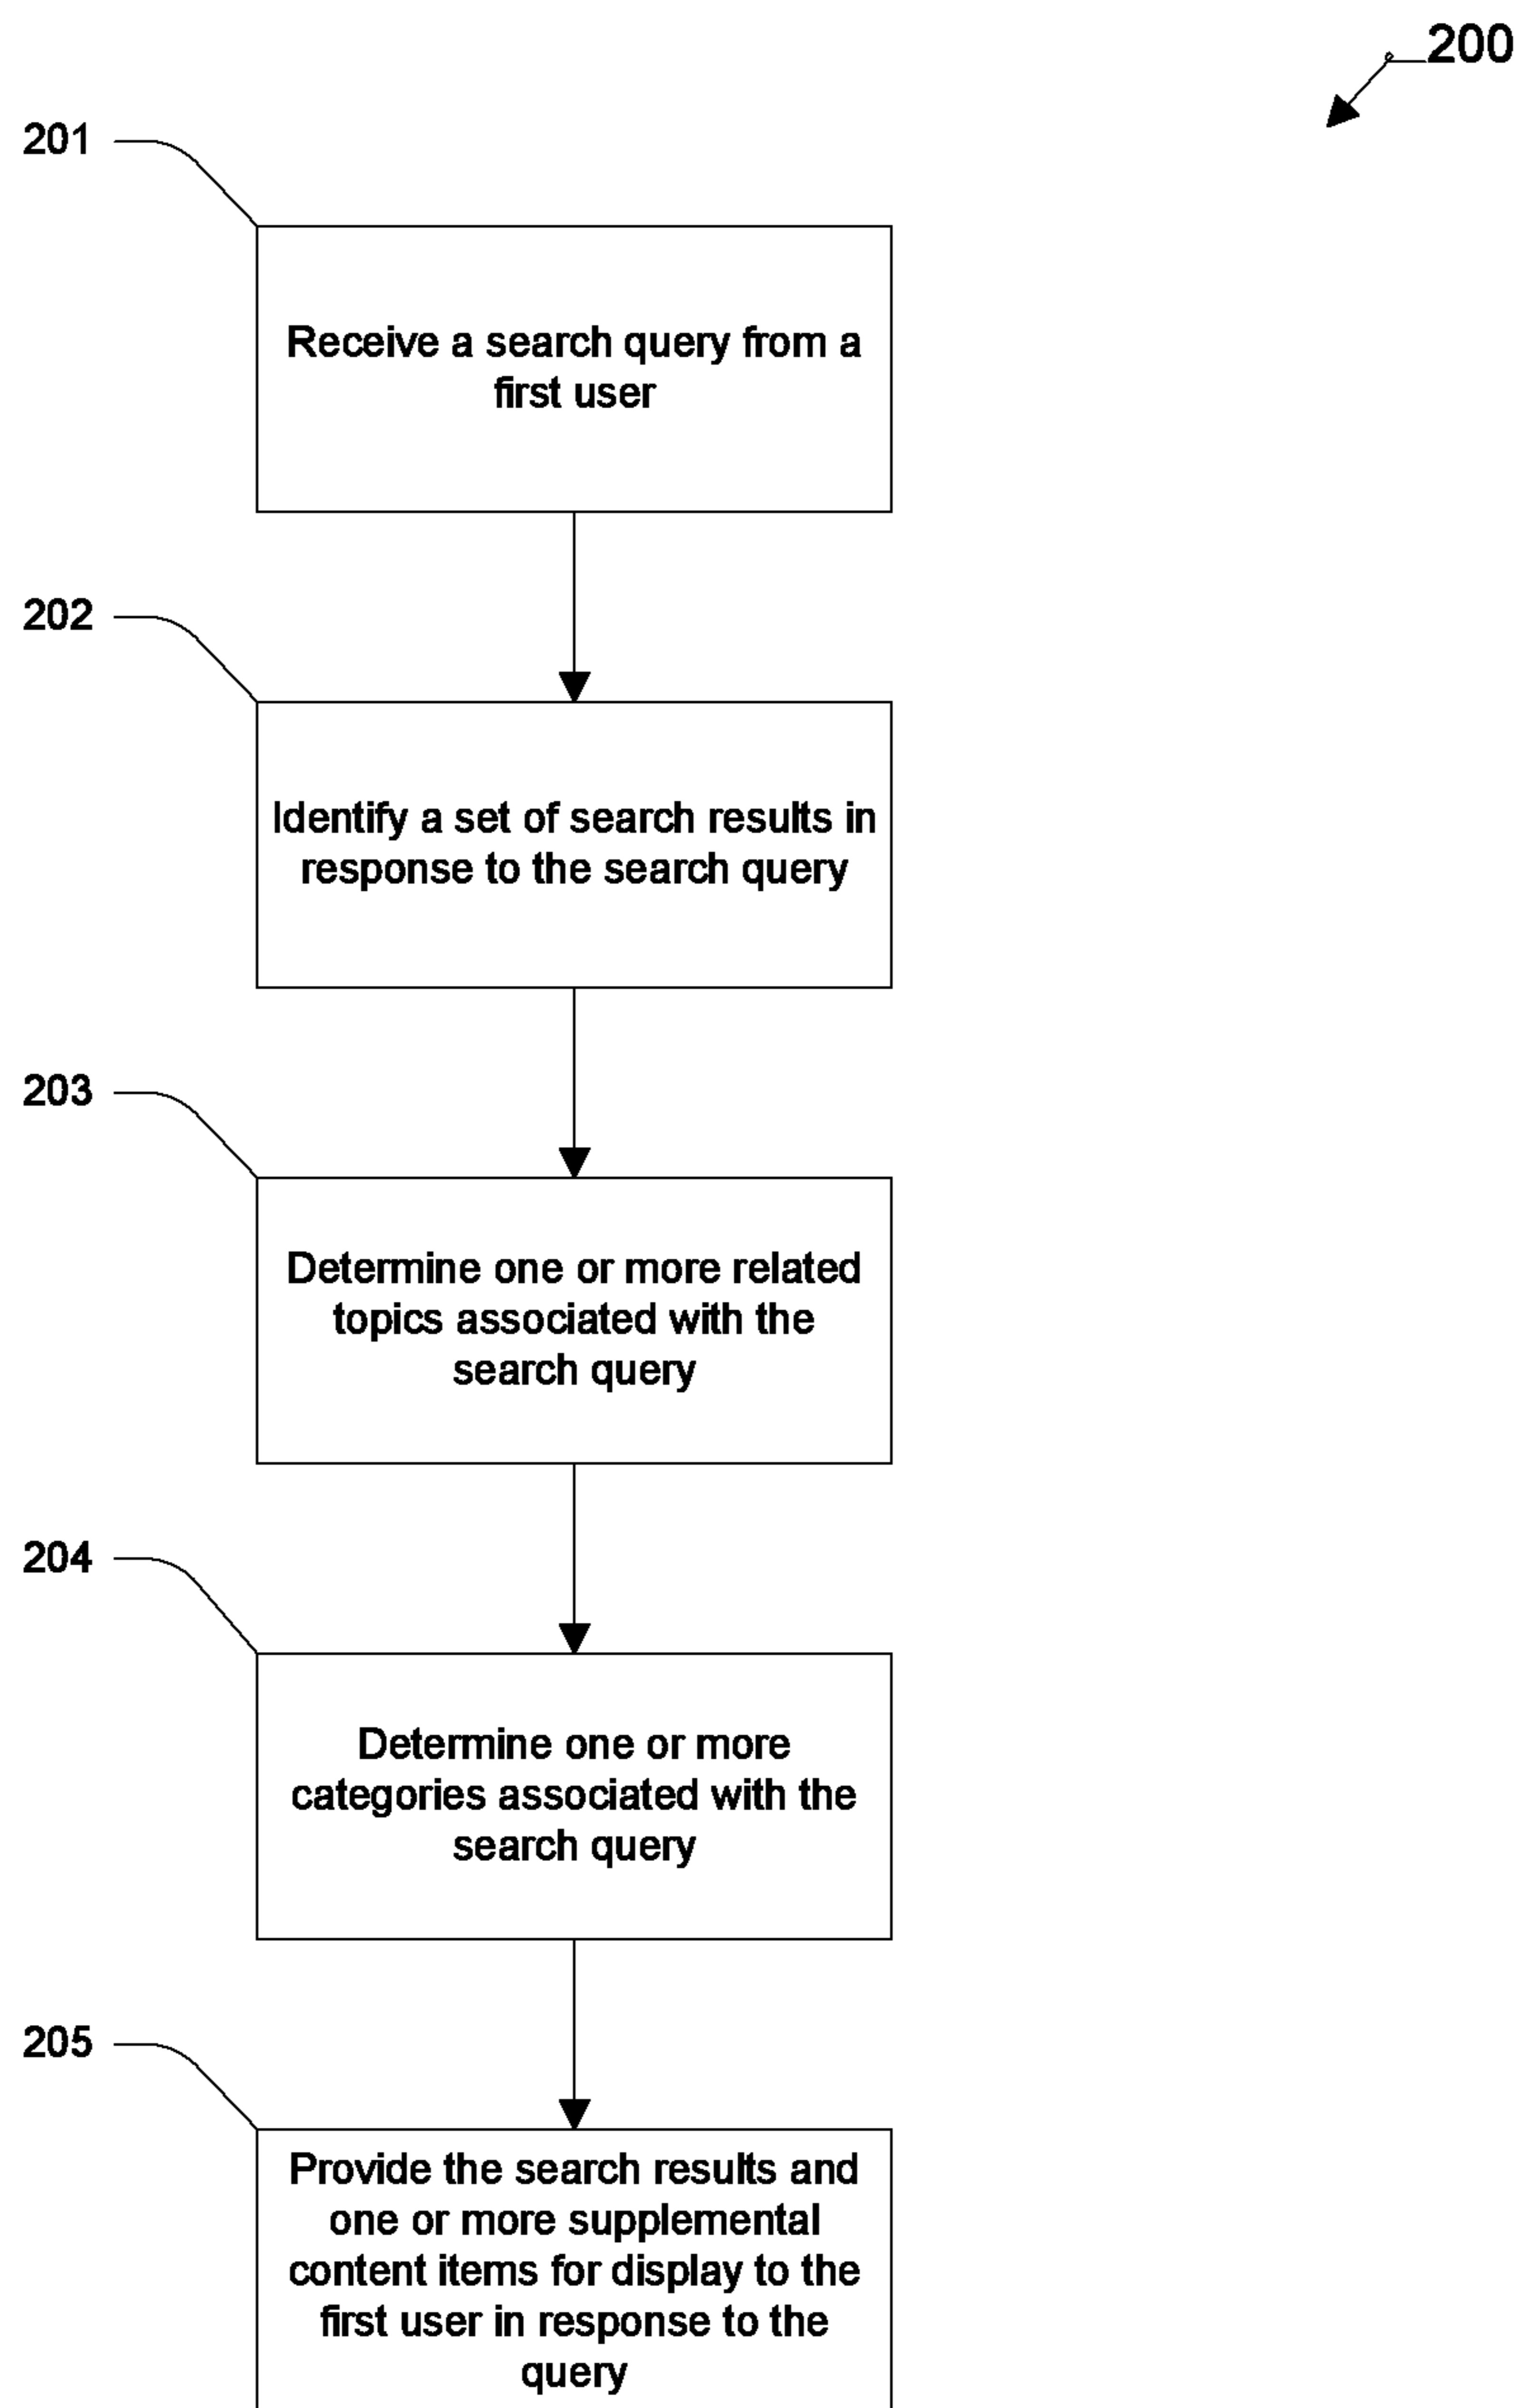 200
201
Receive a search query from a
first user
202
Identify a set of search results in
response to the search query
203
Determine one or more related
topics associated with the
search query
204
Determine one or more
categories associated with the
search query
205
Provide the search results and
one or more supplemental
content items for display to the
first user in response to the
query